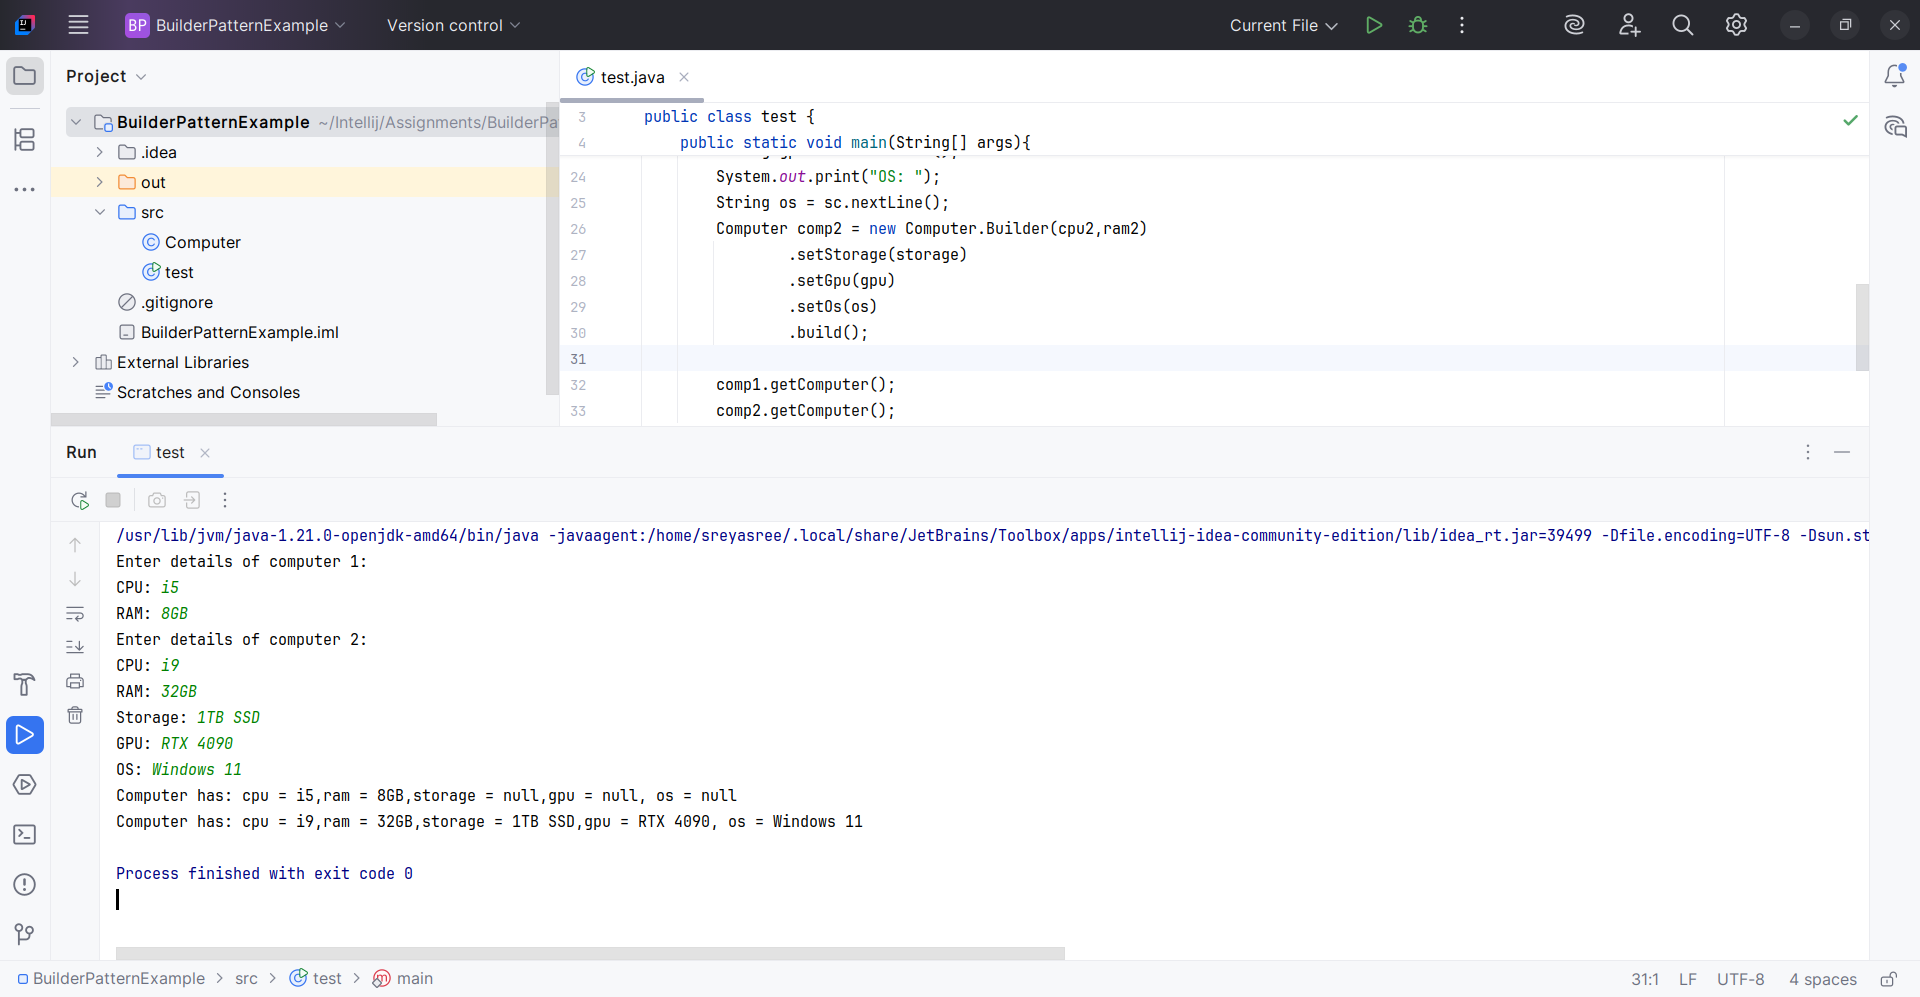 BP BuilderPatternExample Version control Current File
Project
BuilderPatternExample ~/Intellij/Assignments/BuilderPa
.idea
out
src
Computer
test
.gitignore
BuilderPatternExample.iml
External Libraries
Scratches and Consoles
test.java
3 public class test {
4 public static void main(String[] args){
24 System.out.print("OS: ");
25 String os = sc.nextLine();
26 Computer comp2 = new Computer.Builder(cpu2,ram2)
27 .setStorage(storage)
28 .setGpu(gpu)
29 .setOs(os)
30 .build();
31
32 comp1.getComputer();
33 comp2.getComputer();
Run test
/usr/lib/jvm/java-1.21.0-openjdk-amd64/bin/java -javaagent:/home/sreyasree/.local/share/JetBrains/Toolbox/apps/intellij-idea-community-edition/lib/idea_rt.jar=39499 -Dfile.encoding=UTF-8 -Dsun.st
Enter details of computer 1:
CPU: i5
RAM: 8GB
Enter details of computer 2:
CPU: i9
RAM: 32GB
Storage: 1TB SSD
GPU: RTX 4090
OS: Windows 11
Computer has: cpu = i5,ram = 8GB,storage = null,gpu = null, os = null
Computer has: cpu = i9,ram = 32GB,storage = 1TB SSD,gpu = RTX 4090, os = Windows 11
Process finished with exit code 0
BuilderPatternExample > src > test > main 31:1 LF UTF-8 4 spaces